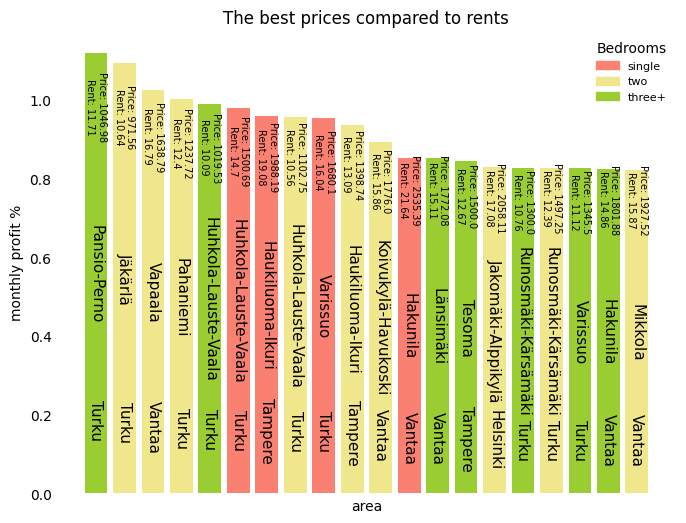 The best prices compared to rents
Bedrooms
single
two
three+
monthly profit %
1.0
0.8
0.6
0.4
0.2
0.0
Price: 1046.98
Rent: 11.71
Pansio-Perno
Turku
Price: 971.56
Rent: 10.64
Jäkärlä
Turku
Price: 1638.79
Rent: 16.79
Vapaala
Vantaa
Price: 1237.72
Rent: 12.4
Pahaniemi
Turku
Price: 1019.53
Rent: 10.09
Huhkola-Lauste-Vaala
Turku
Price: 1500.69
Rent: 14.7
Huhkola-Lauste-Vaala
Turku
Price: 1988.19
Rent: 19.08
Haukiluoma-Ikuri
Tampere
Price: 1102.75
Rent: 10.56
Huhkola-Lauste-Vaala
Turku
Price: 1680.1
Rent: 16.04
Varissuo
Turku
Price: 1398.74
Rent: 13.09
Haukiluoma-Ikuri
Tampere
Price: 1776.0
Rent: 15.86
Koivukylä-Havukoski
Vantaa
Price: 2535.39
Rent: 21.64
Hakunila
Vantaa
Price: 1772.08
Rent: 15.11
Länsimäki
Vantaa
Price: 1500.0
Rent: 12.67
Tesoma
Tampere
Price: 2058.11
Rent: 17.08
Jakomäki-Alppikylä
Helsinki
Price: 1300.0
Rent: 10.76
Runosmäki-Kärsämäki
Turku
Price: 1497.25
Rent: 12.39
Runosmäki-Kärsämäki
Turku
Price: 1345.5
Rent: 11.12
Varissuo
Turku
Price: 1801.88
Rent: 14.86
Hakunila
Vantaa
Price: 1927.52
Rent: 15.87
Mikkola
Vantaa
area